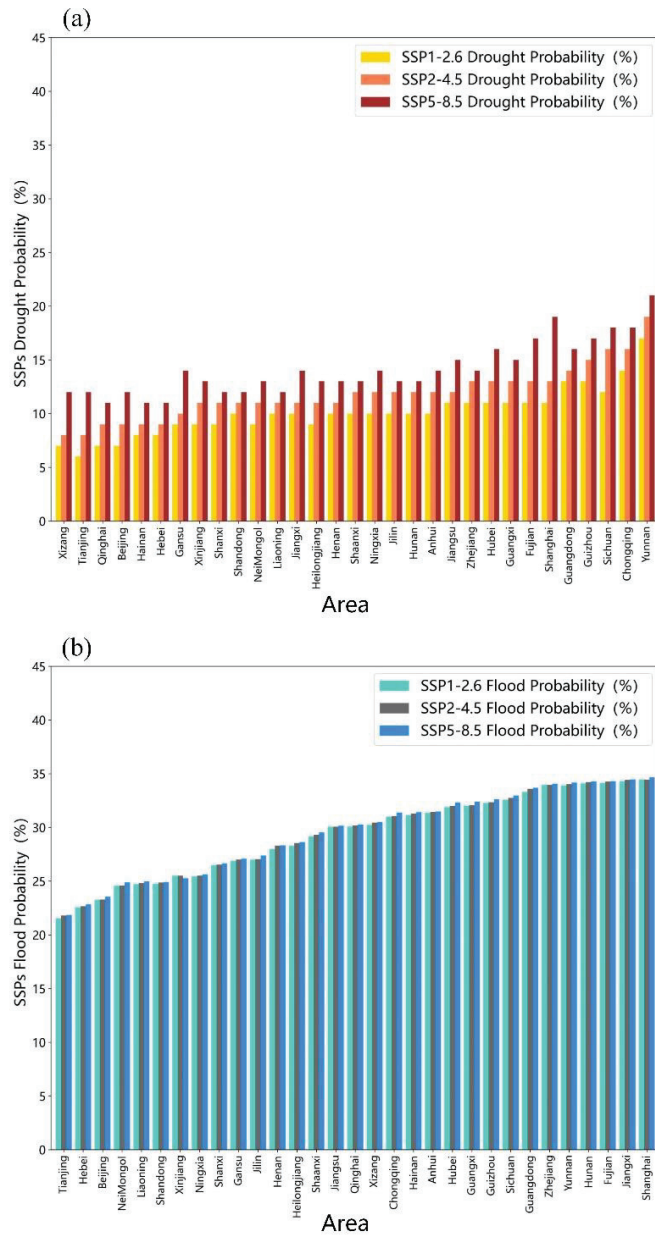 (a)
45
40
35
30
25
20
15
10
5
0
SSPs Drought Probability (%)
SSP1-2.6 Drought Probability (%)
SSP2-4.5 Drought Probability (%)
SSP5-8.5 Drought Probability (%)
Xizang
Tianjing
Qinghai
Beijing
Hainan
Hebei
Gansu
Xinjiang
Shanxi
Shandong
NeiMongol
Liaoning
Jiangxi
Heilongjiang
Henan
Shaanxi
Ningxia
Jilin
Hunan
Anhui
Jiangsu
Zhejiang
Hubei
Guangxi
Fujian
Shanghai
Guangdong
Guizhou
Sichuan
Chongqing
Yunnan
Area
(b)
45
40
35
30
25
20
15
10
5
0
SSPs Flood Probability (%)
SSP1-2.6 Flood Probability (%)
SSP2-4.5 Flood Probability (%)
SSP5-8.5 Flood Probability (%)
Tianjing
Hebei
Beijing
NeiMongol
Liaoning
Shandong
Xinjiang
Ningxia
Shanxi
Gansu
Jilin
Henan
Heilongjiang
Shaanxi
Jiangsu
Qinghai
Xizang
Chongqing
Hainan
Anhui
Hubei
Guangxi
Guizhou
Sichuan
Guangdong
Zhejiang
Yunnan
Hunan
Fujian
Jiangxi
Shanghai
Area